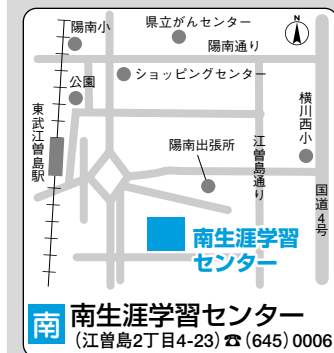 陽南小
県立がんセンター
N
陽南通り
ショッピングセンター
公園
東武江曽島駅
陽南出張所
江曽島通り
横川西小
国道4号
南生涯学習
センター
南 南生涯学習センター
(江曽島2丁目4-23)☎(645)0006